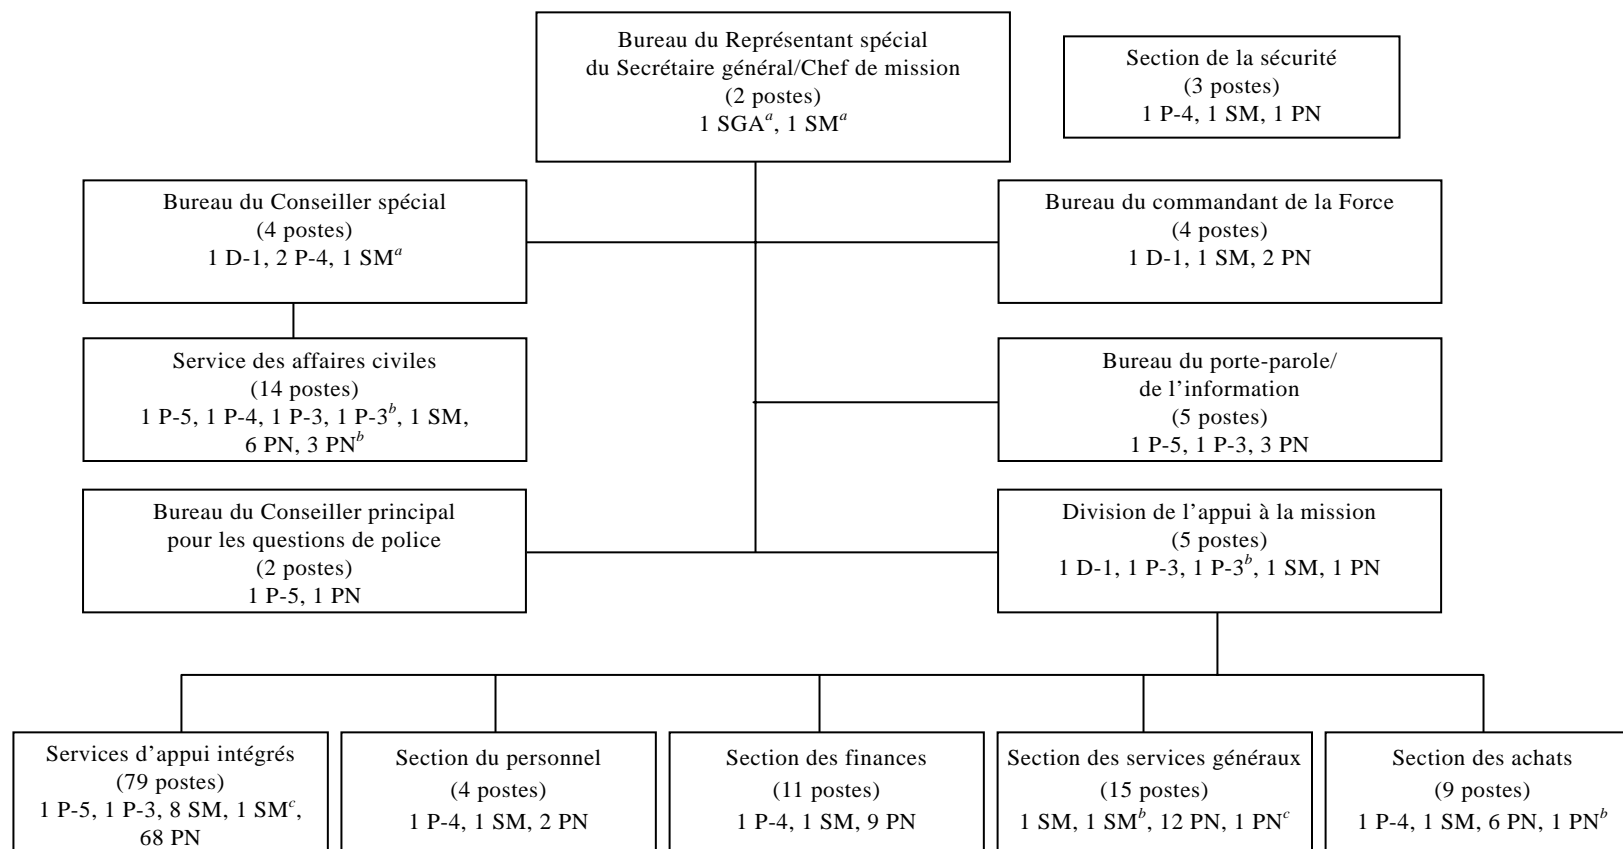 Bureau du Représentant spécial
du Secrétaire général/Chef de mission
(2 postes)
1 SGAᵃ, 1 SMᵃ
Section de la sécurité
(3 postes)
1 P-4, 1 SM, 1 PN
Bureau du Conseiller spécial
(4 postes)
1 D-1, 2 P-4, 1 SMᵃ
Bureau du commandant de la Force
(4 postes)
1 D-1, 1 SM, 2 PN
Service des affaires civiles
(14 postes)
1 P-5, 1 P-4, 1 P-3, 1 P-3ᵇ, 1 SM,
6 PN, 3 PNᵇ
Bureau du porte-parole/
de l’information
(5 postes)
1 P-5, 1 P-3, 3 PN
Bureau du Conseiller principal
pour les questions de police
(2 postes)
1 P-5, 1 PN
Division de l’appui à la mission
(5 postes)
1 D-1, 1 P-3, 1 P-3ᵇ, 1 SM, 1 PN
Services d’appui intégrés
(79 postes)
1 P-5, 1 P-3, 8 SM, 1 SMᶜ,
68 PN
Section du personnel
(4 postes)
1 P-4, 1 SM, 2 PN
Section des finances
(11 postes)
1 P-4, 1 SM, 9 PN
Section des services généraux
(15 postes)
1 SM, 1 SMᵇ, 12 PN, 1 PNᶜ
Section des achats
(9 postes)
1 P-4, 1 SM, 6 PN, 1 PNᵇ